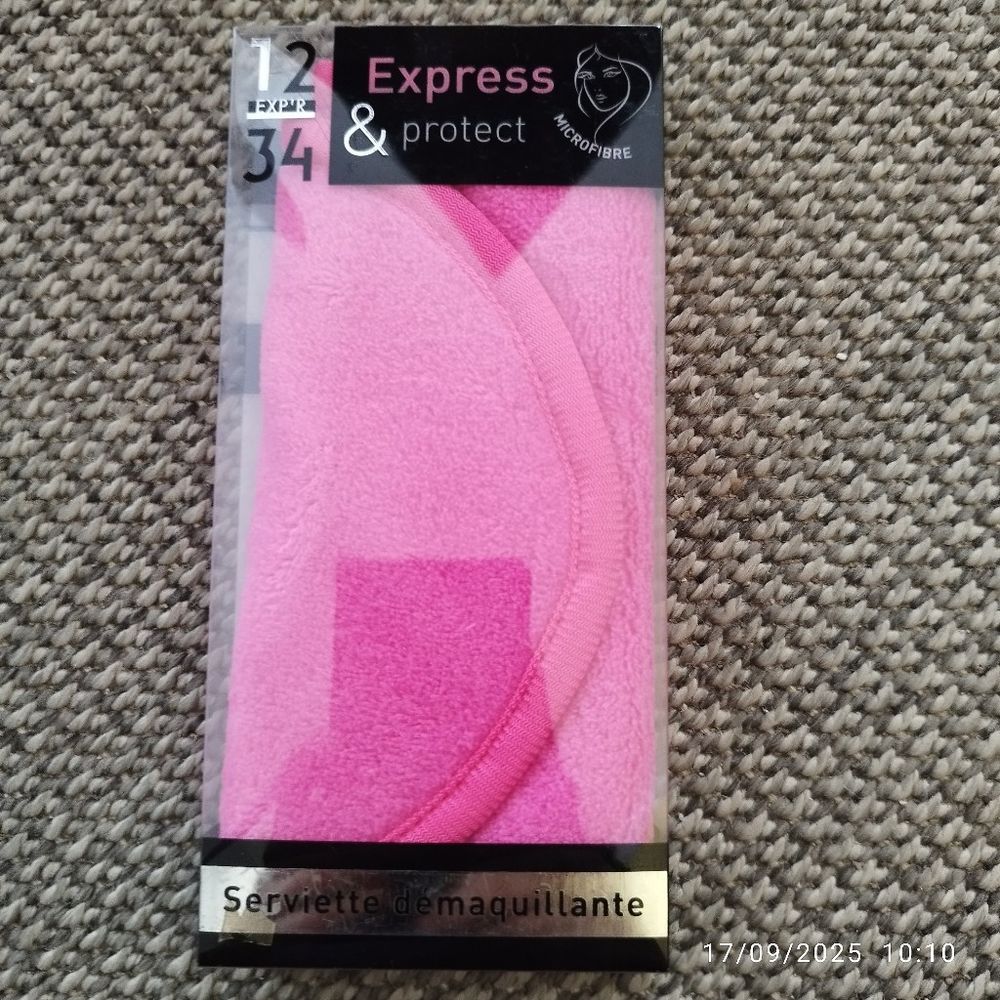 12
EXP'R
34
Express
& protect
MICROFIBRE
Serviette démaquillante
17/09/2025 10:10